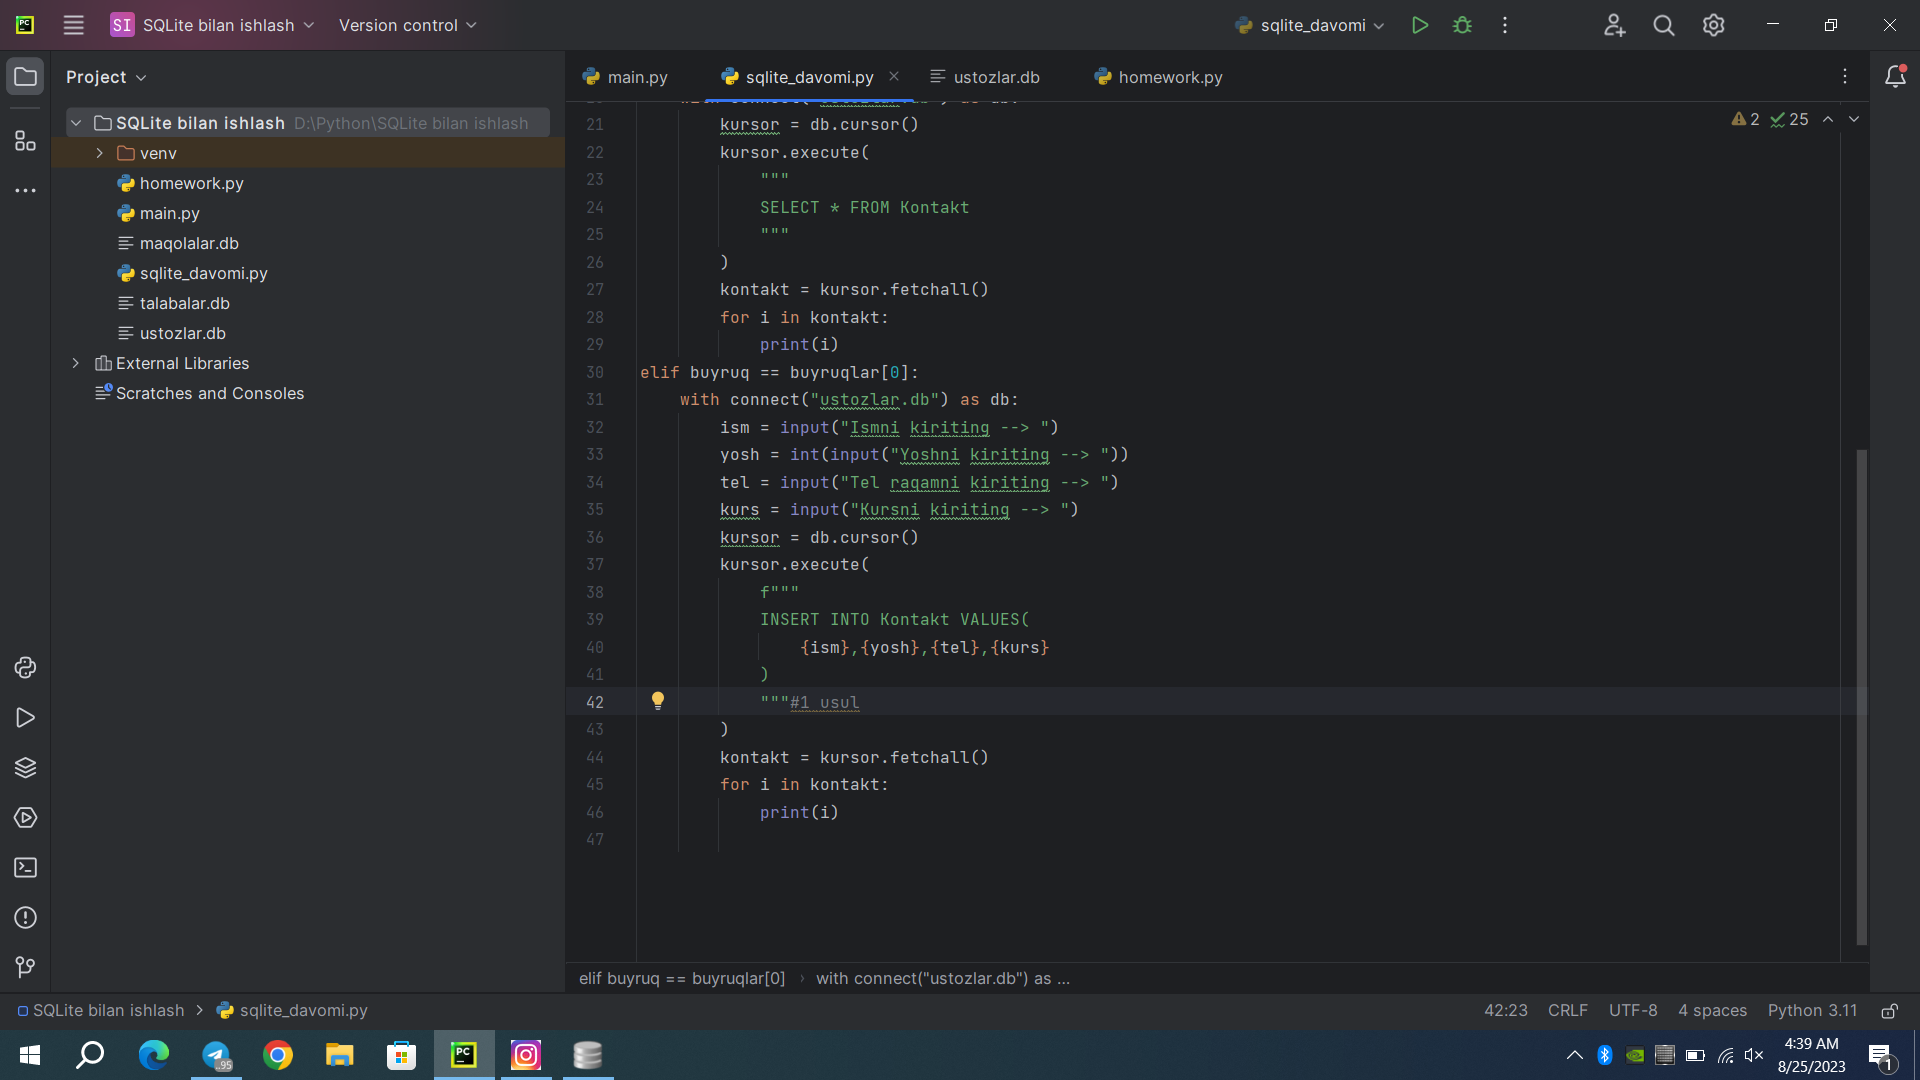 SI SQLite bilan ishlash Version control sqlite_davomi
Project
main.py sqlite_davomi.py ustozlar.db homework.py
SQLite bilan ishlash D:\Python\SQLite bilan ishlash
venv
homework.py
main.py
maqolalar.db
sqlite_davomi.py
talabalar.db
ustozlar.db
External Libraries
Scratches and Consoles
2 25
21 kursor = db.cursor()
22 kursor.execute(
23 """
24 SELECT * FROM Kontakt
25 """
26 )
27 kontakt = kursor.fetchall()
28 for i in kontakt:
29 print(i)
30 elif buyruq == buyruqlar[0]:
31 with connect("ustozlar.db") as db:
32 ism = input("Ismni kiriting --> ")
33 yosh = int(input("Yoshni kiriting --> "))
34 tel = input("Tel raqamni kiriting --> ")
35 kurs = input("Kursni kiriting --> ")
36 kursor = db.cursor()
37 kursor.execute(
38 f"""
39 INSERT INTO Kontakt VALUES(
40 {ism},{yosh},{tel},{kurs}
41 )
42 """#1 usul
43 )
44 kontakt = kursor.fetchall()
45 for i in kontakt:
46 print(i)
47
elif buyruq == buyruqlar[0] › with connect("ustozlar.db") as ...
SQLite bilan ishlash > sqlite_davomi.py 42:23 CRLF UTF-8 4 spaces Python 3.11
PC
..95
4:39 AM
8/25/2023
1